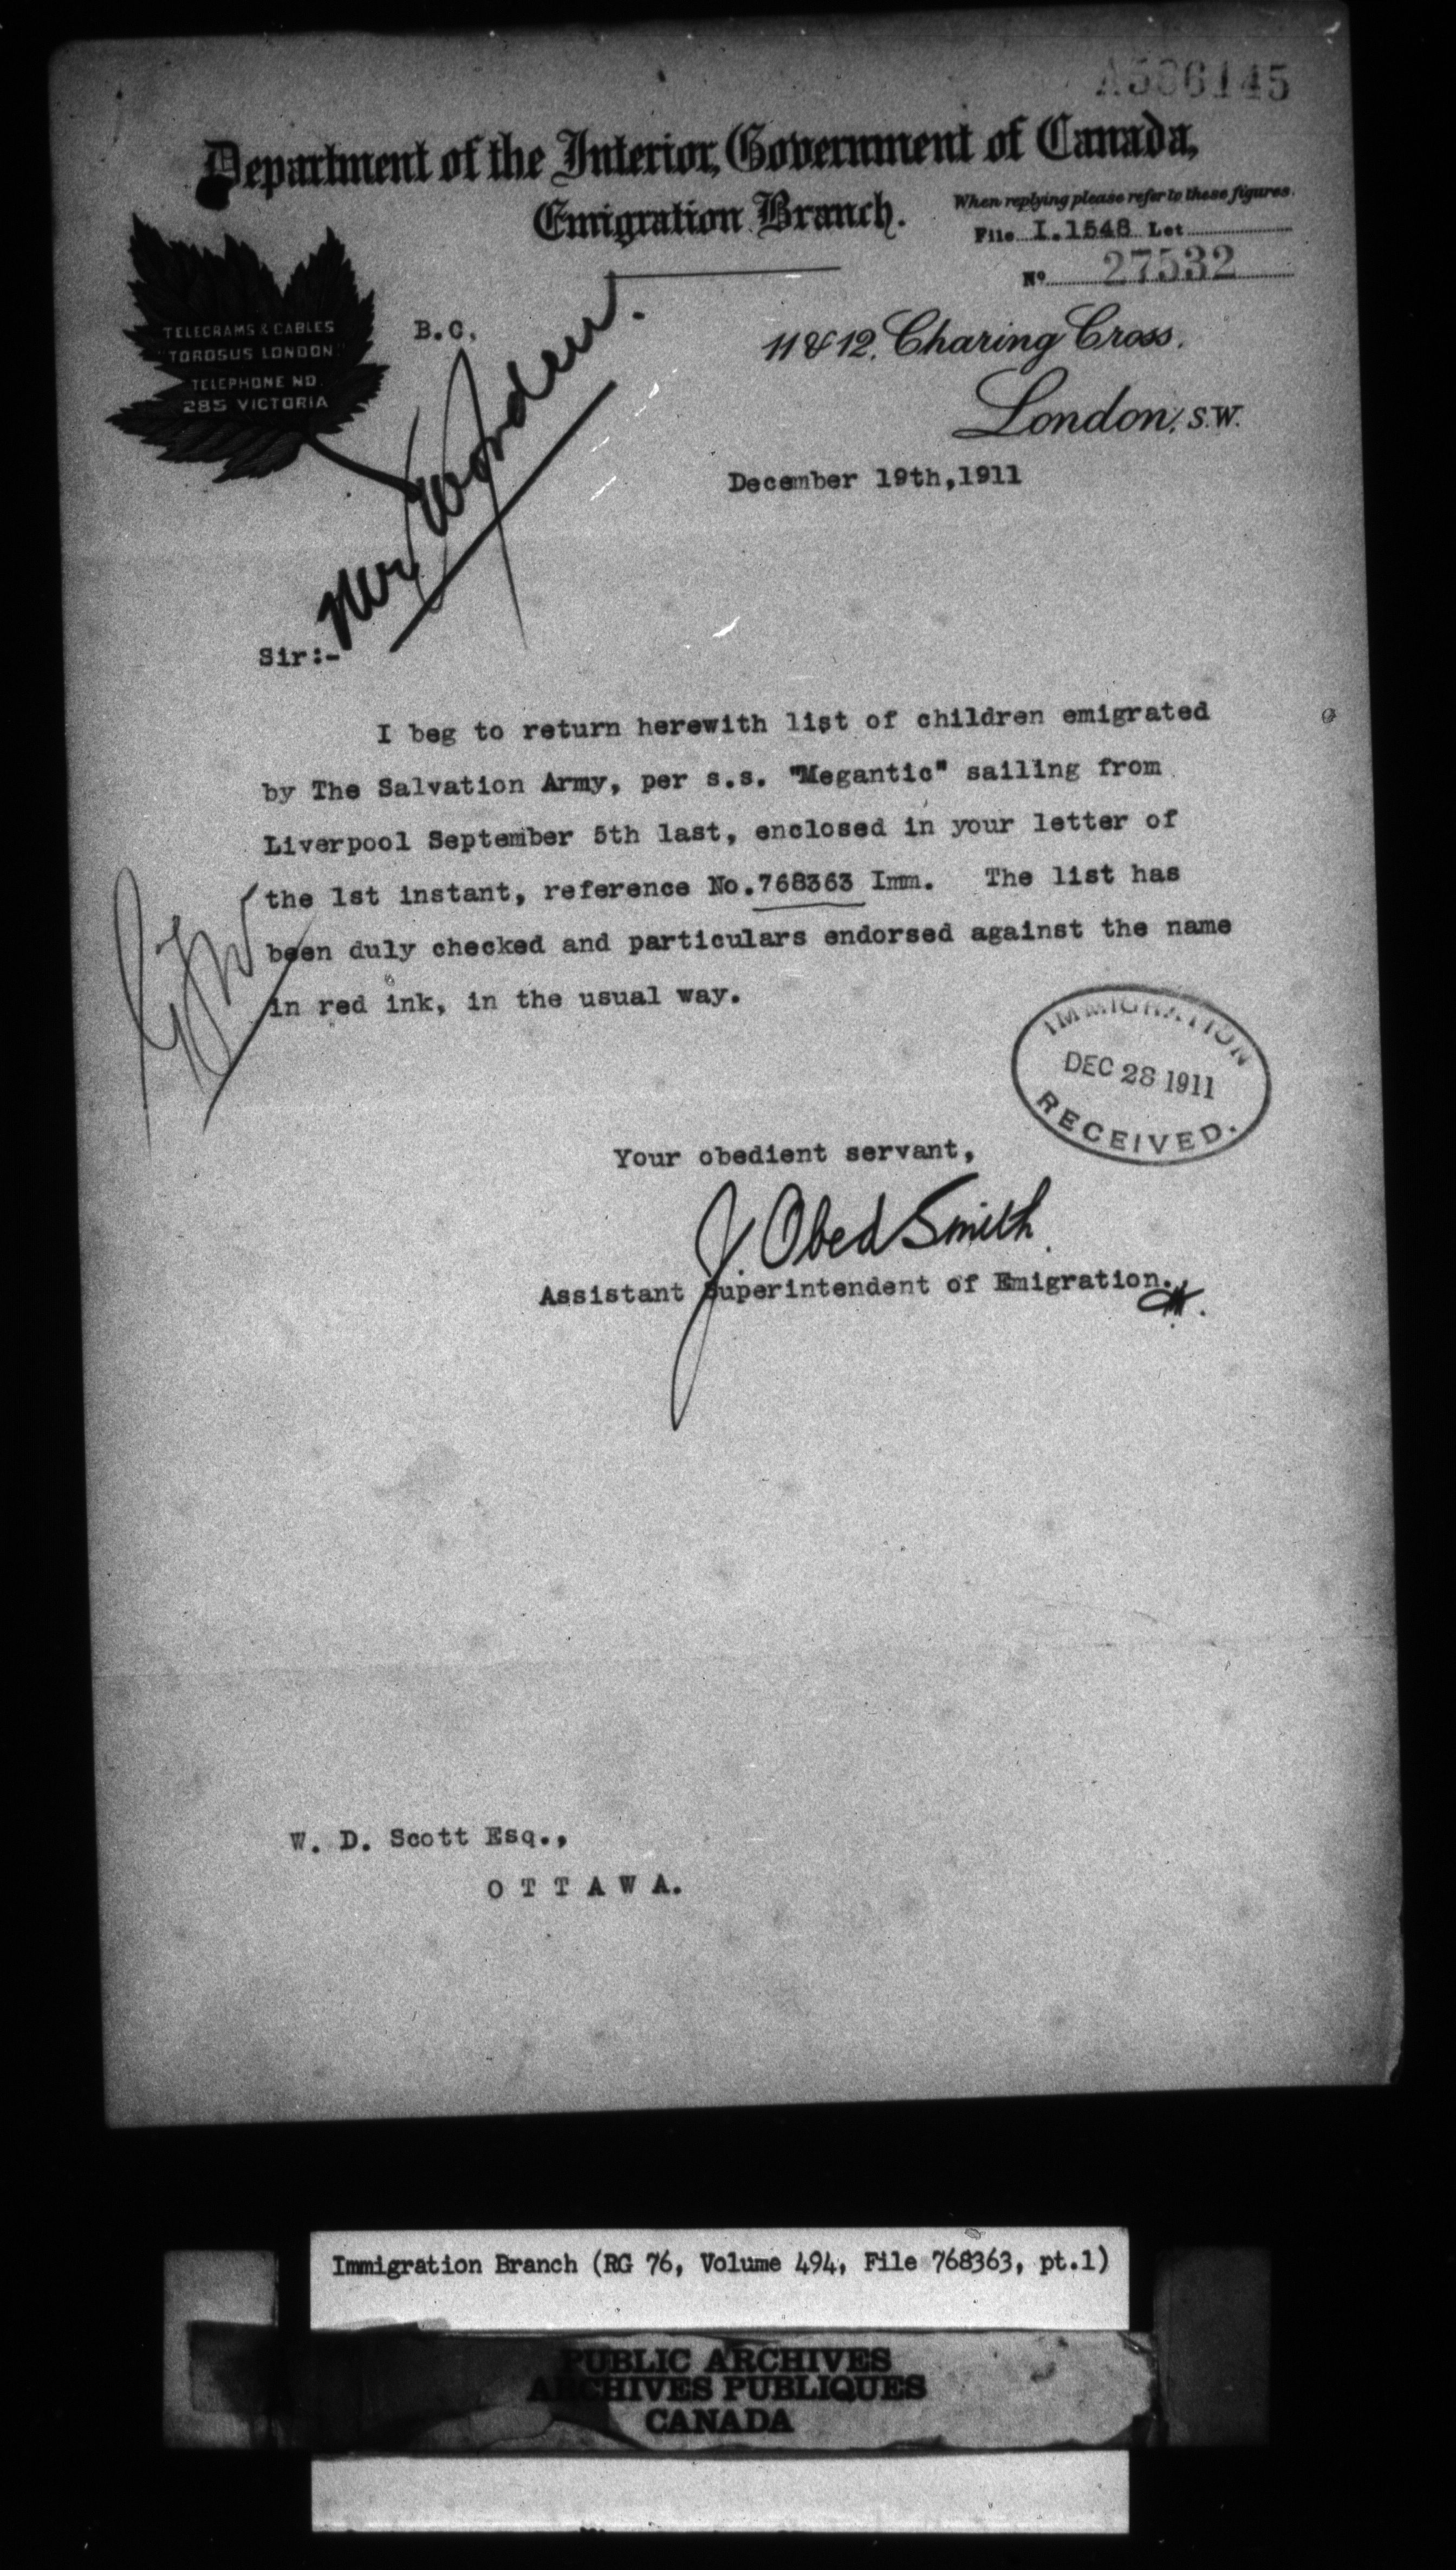 A506145
Department of the Interior, Government of Canada,
Emigration Branch.
When replying please refer to these figures.
File I.1548 Let
No 27532
TELEGRAMS & CABLES
"TOROSUS LONDON"
TELEPHONE NO.
285 VICTORIA
B.C.
11 & 12, Charing Cross.
London, S.W.
December 19th,1911
Mr
Sir:-
I beg to return herewith list of children emigrated
by The Salvation Army, per s.s. "Megantic" sailing from
Liverpool September 5th last, enclosed in your letter of
the 1st instant, reference No.768363 Imm. The list has
been duly checked and particulars endorsed against the name
in red ink, in the usual way.
IMMIGRATION
DEC 28 1911
RECEIVED.
Your obedient servant,
J. Obed Smith
Assistant Superintendent of Emigration.
W. D. Scott Esq.,
O T T A W A.
Immigration Branch (RG 76, Volume 494, File 768363, pt.1)
PUBLIC ARCHIVES
ARCHIVES PUBLIQUES
CANADA